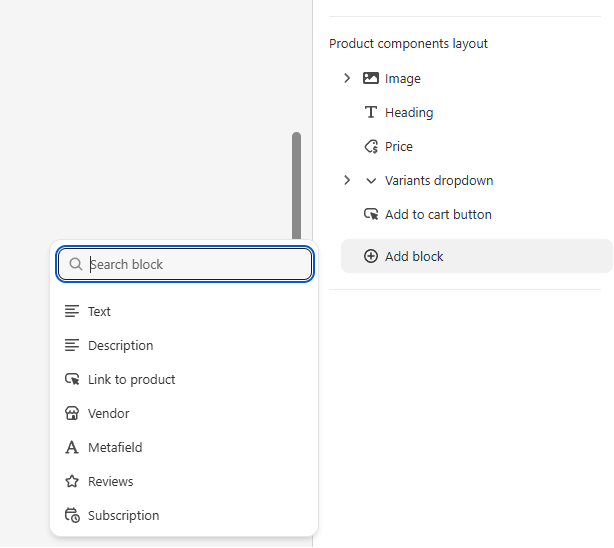 Product components layout
Image
Heading
Price
Variants dropdown
Add to cart button
Add block
Search block
Text
Description
Link to product
Vendor
Metafield
Reviews
Subscription